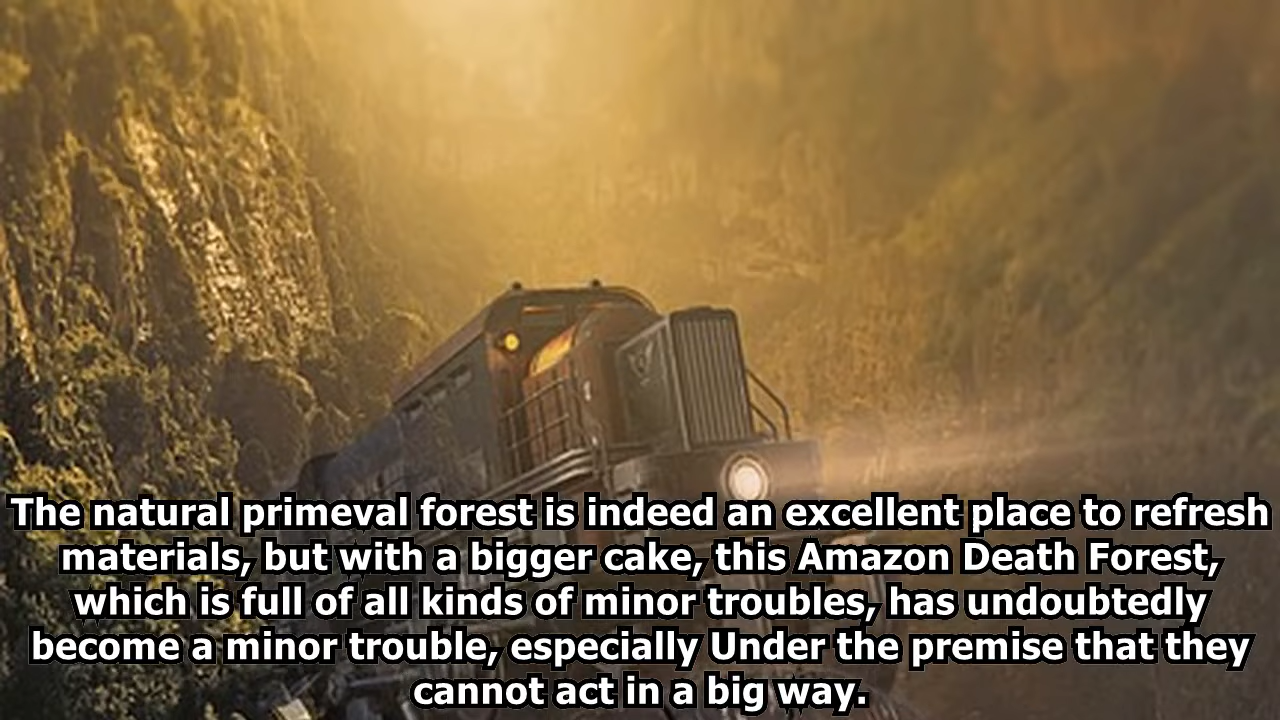 The natural primeval forest is indeed an excellent place to refresh
materials, but with a bigger cake, this Amazon Death Forest,
which is full of all kinds of minor troubles, has undoubtedly
become a minor trouble, especially Under the premise that they
cannot act in a big way.